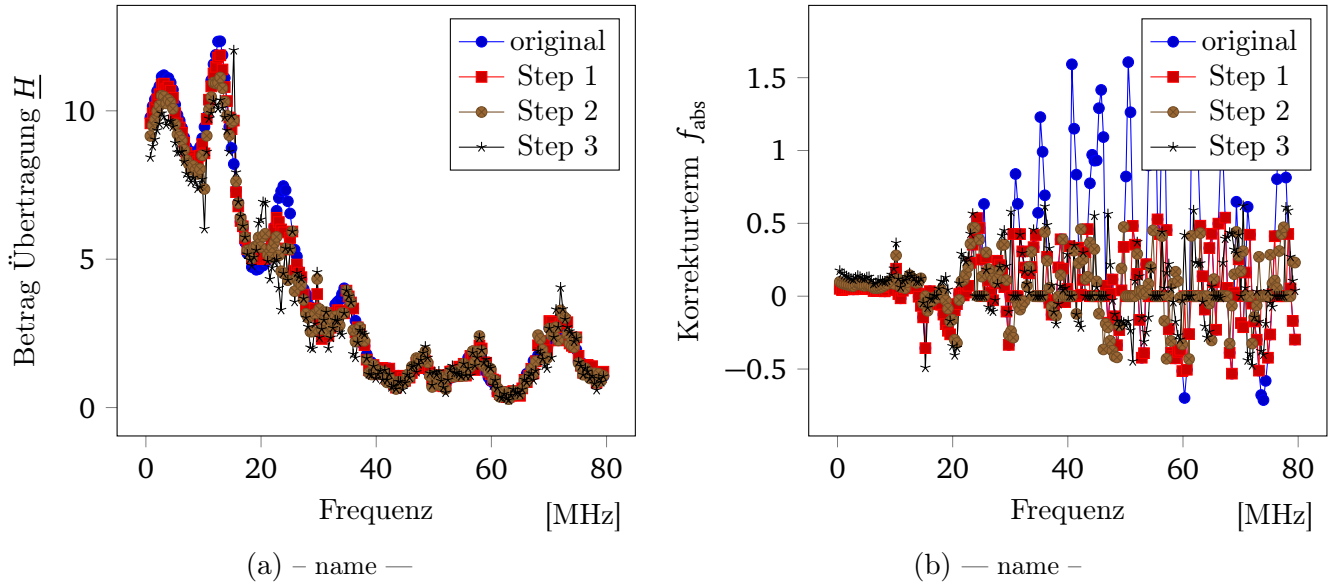 original
Step 1
Step 2
Step 3
10
5
0
0
20
40
60
80
Betrag Übertragung H
Frequenz
[MHz]
(a) – name —
original
Step 1
Step 2
Step 3
1.5
1
0.5
0
−0.5
0
20
40
60
80
Korrekturterm fabs
Frequenz
[MHz]
(b) — name –